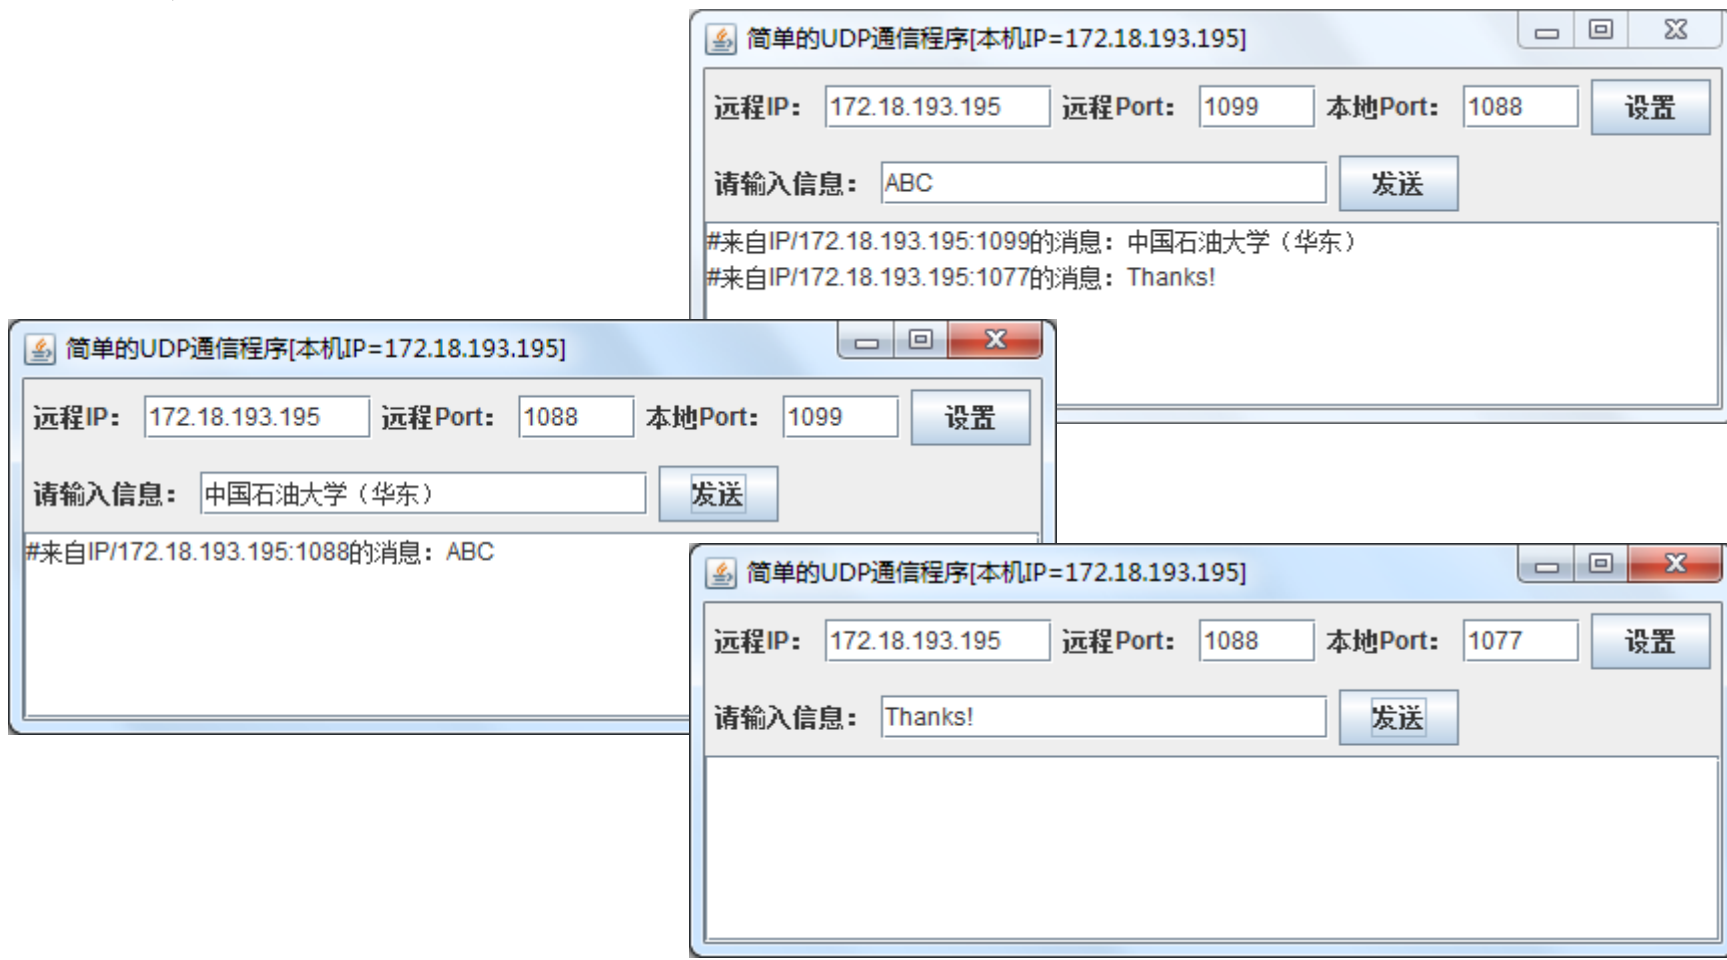 简单的UDP通信程序[本机IP=172.18.193.195]
远程IP： 172.18.193.195 远程Port： 1099 本地Port： 1088 设置
请输入信息： ABC 发送
#来自IP/172.18.193.195:1099的消息：中国石油大学（华东）
#来自IP/172.18.193.195:1077的消息：Thanks!
简单的UDP通信程序[本机IP=172.18.193.195]
远程IP： 172.18.193.195 远程Port： 1088 本地Port： 1099 设置
请输入信息： 中国石油大学（华东） 发送
#来自IP/172.18.193.195:1088的消息：ABC
简单的UDP通信程序[本机IP=172.18.193.195]
远程IP： 172.18.193.195 远程Port： 1088 本地Port： 1077 设置
请输入信息： Thanks! 发送